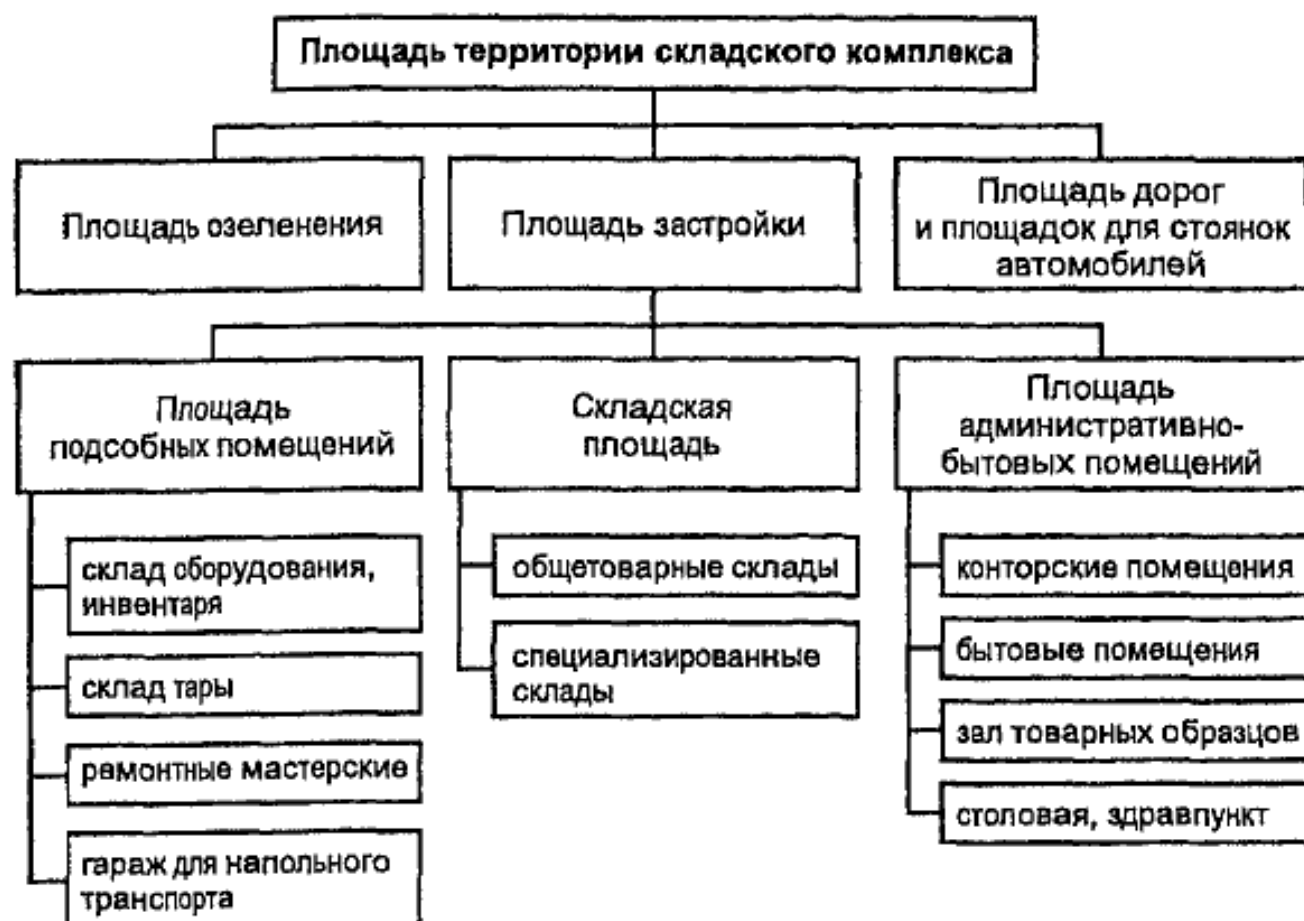 Площадь территории складского комплекса
Площадь озеленения
Площадь застройки
Площадь дорог
и площадок для стоянок
автомобилей
Площадь
подсобных помещений
Складская
площадь
Площадь
административно-
бытовых помещений
склад оборудования,
инвентаря
склад тары
ремонтные мастерские
гараж для напольного
транспорта
общетоварные склады
специализированные
склады
конторские помещения
бытовые помещения
зал товарных образцов
столовая, здравпункт